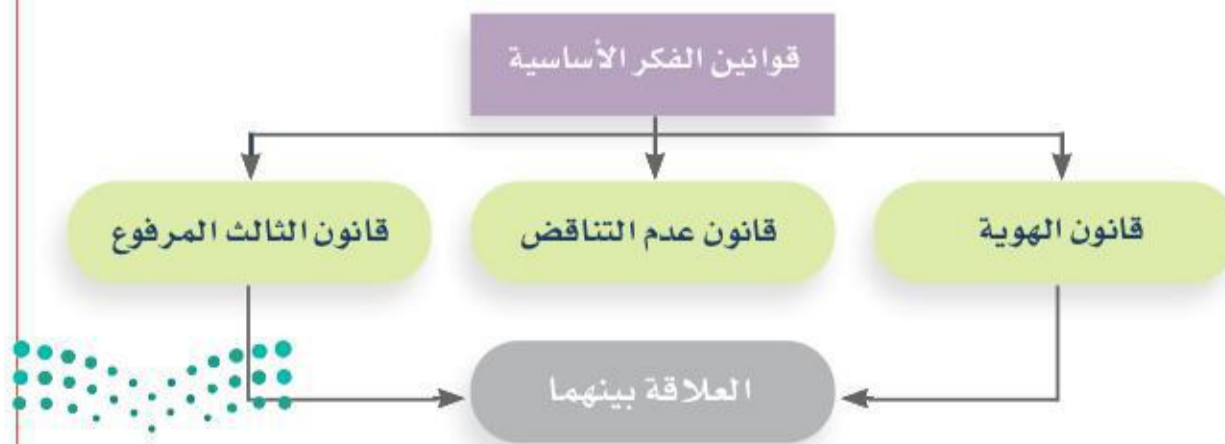 قوانين الفكر الأساسية
قانون الهوية
قانون عدم التناقض
قانون الثالث المرفوع
العلاقة بينهما